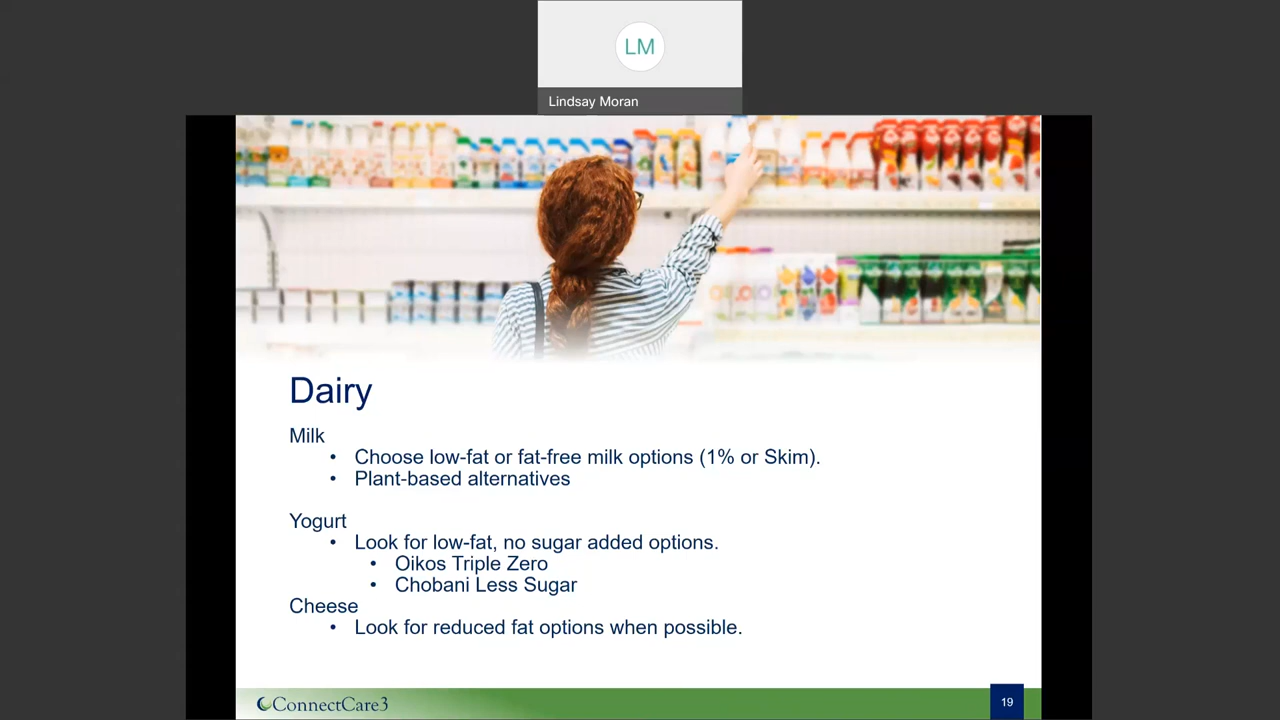 LM
Lindsay Moran
Dairy
Milk
• Choose low-fat or fat-free milk options (1% or Skim).
• Plant-based alternatives
Yogurt
• Look for low-fat, no sugar added options.
• Oikos Triple Zero
• Chobani Less Sugar
Cheese
• Look for reduced fat options when possible.
ConnectCare3
19